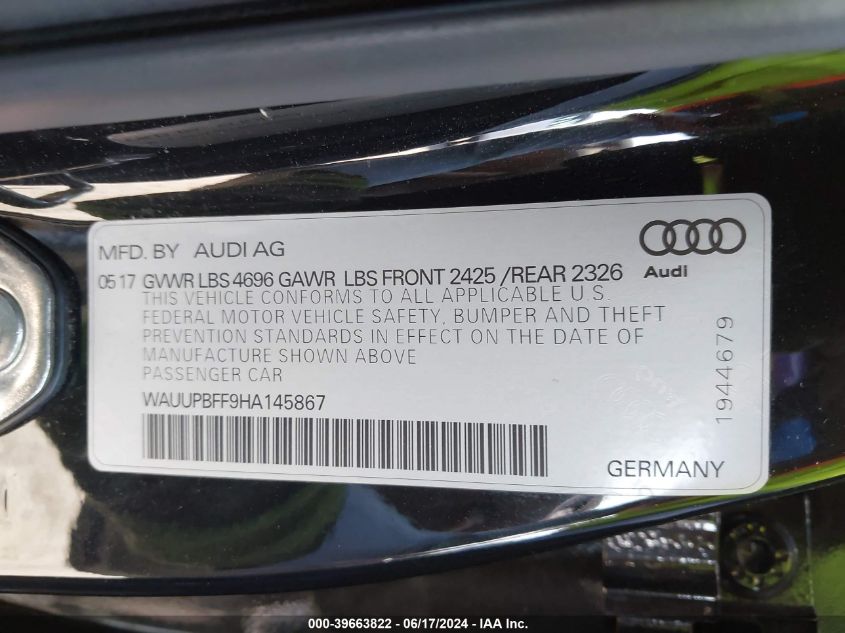 MFD. BY AUDI AG
Audi
0517 GVWR LBS 4696 GAWR LBS FRONT 2425 /REAR 2326
THIS VEHICLE CONFORMS TO ALL APPLICABLE U.S.
FEDERAL MOTOR VEHICLE SAFETY, BUMPER AND THEFT
PREVENTION STANDARDS IN EFFECT ON THE DATE OF
MANUFACTURE SHOWN ABOVE
PASSENGER CAR
WAUUPBFF9HA145867
1944679
GERMANY
000-39663822 - 06/17/2024 - IAA Inc.